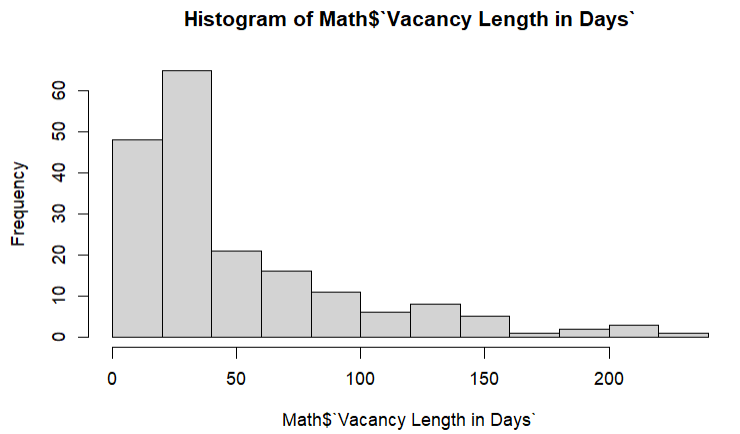 Histogram of Math$`Vacancy Length in Days`
Frequency
60
50
40
30
20
10
0
0 50 100 150 200
Math$`Vacancy Length in Days`